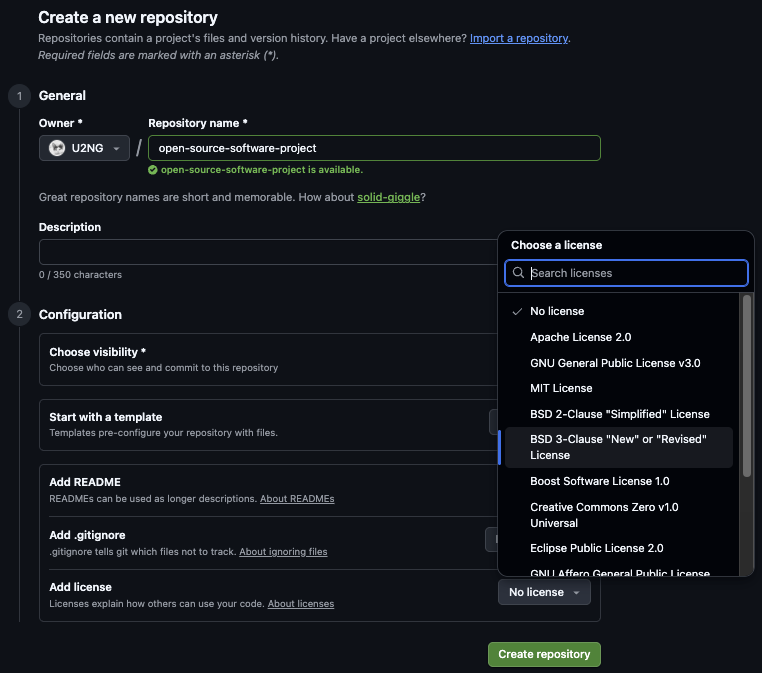 Create a new repository
Repositories contain a project's files and version history. Have a project elsewhere? Import a repository.
Required fields are marked with an asterisk (*).
1 General
Owner * Repository name *
U2NG / open-source-software-project
open-source-software-project is available.
Great repository names are short and memorable. How about solid-giggle?
Description
0 / 350 characters
2 Configuration
Choose visibility *
Choose who can see and commit to this repository
Start with a template
Templates pre-configure your repository with files.
Add README
READMEs can be used as longer descriptions. About READMEs
Add .gitignore
.gitignore tells git which files not to track. About ignoring files
Add license
Licenses explain how others can use your code. About licenses
No license
Choose a license
Search licenses
No license
Apache License 2.0
GNU General Public License v3.0
MIT License
BSD 2-Clause "Simplified" License
BSD 3-Clause "New" or "Revised"
License
Boost Software License 1.0
Creative Commons Zero v1.0
Universal
Eclipse Public License 2.0
GNU Affero General Public License
Create repository